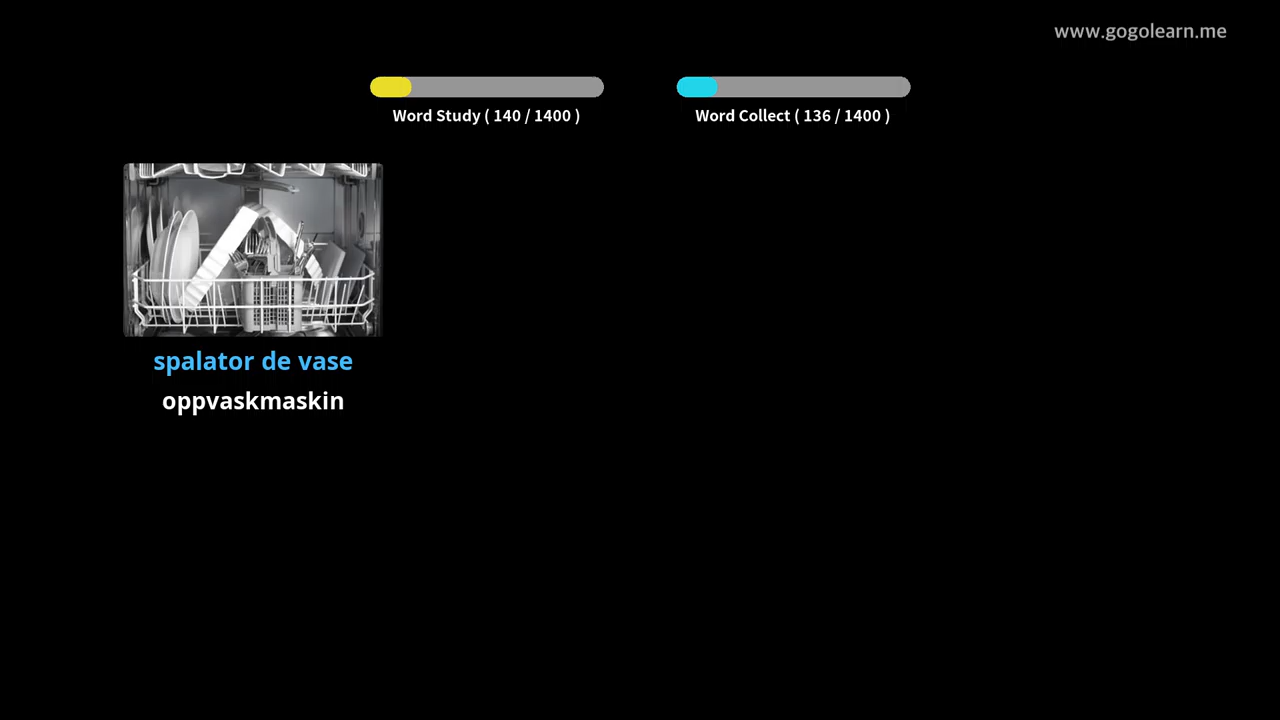 www.gogolearn.me
Word Study ( 140 / 1400 )
Word Collect ( 136 / 1400 )
spalator de vase
oppvaskmaskin